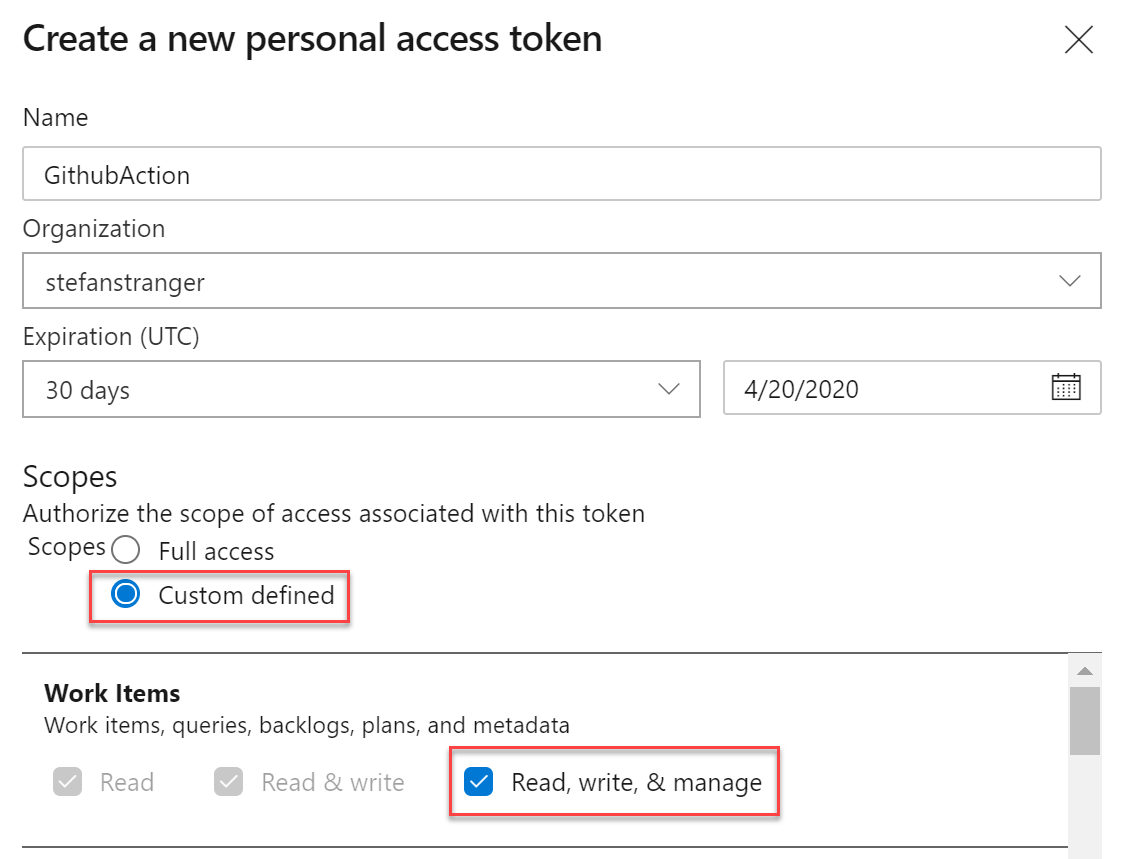 Create a new personal access token
Name
GithubAction
Organization
stefanstranger
Expiration (UTC)
30 days
4/20/2020
Scopes
Authorize the scope of access associated with this token
Scopes
Full access
Custom defined
Work Items
Work items, queries, backlogs, plans, and metadata
Read
Read & write
Read, write, & manage